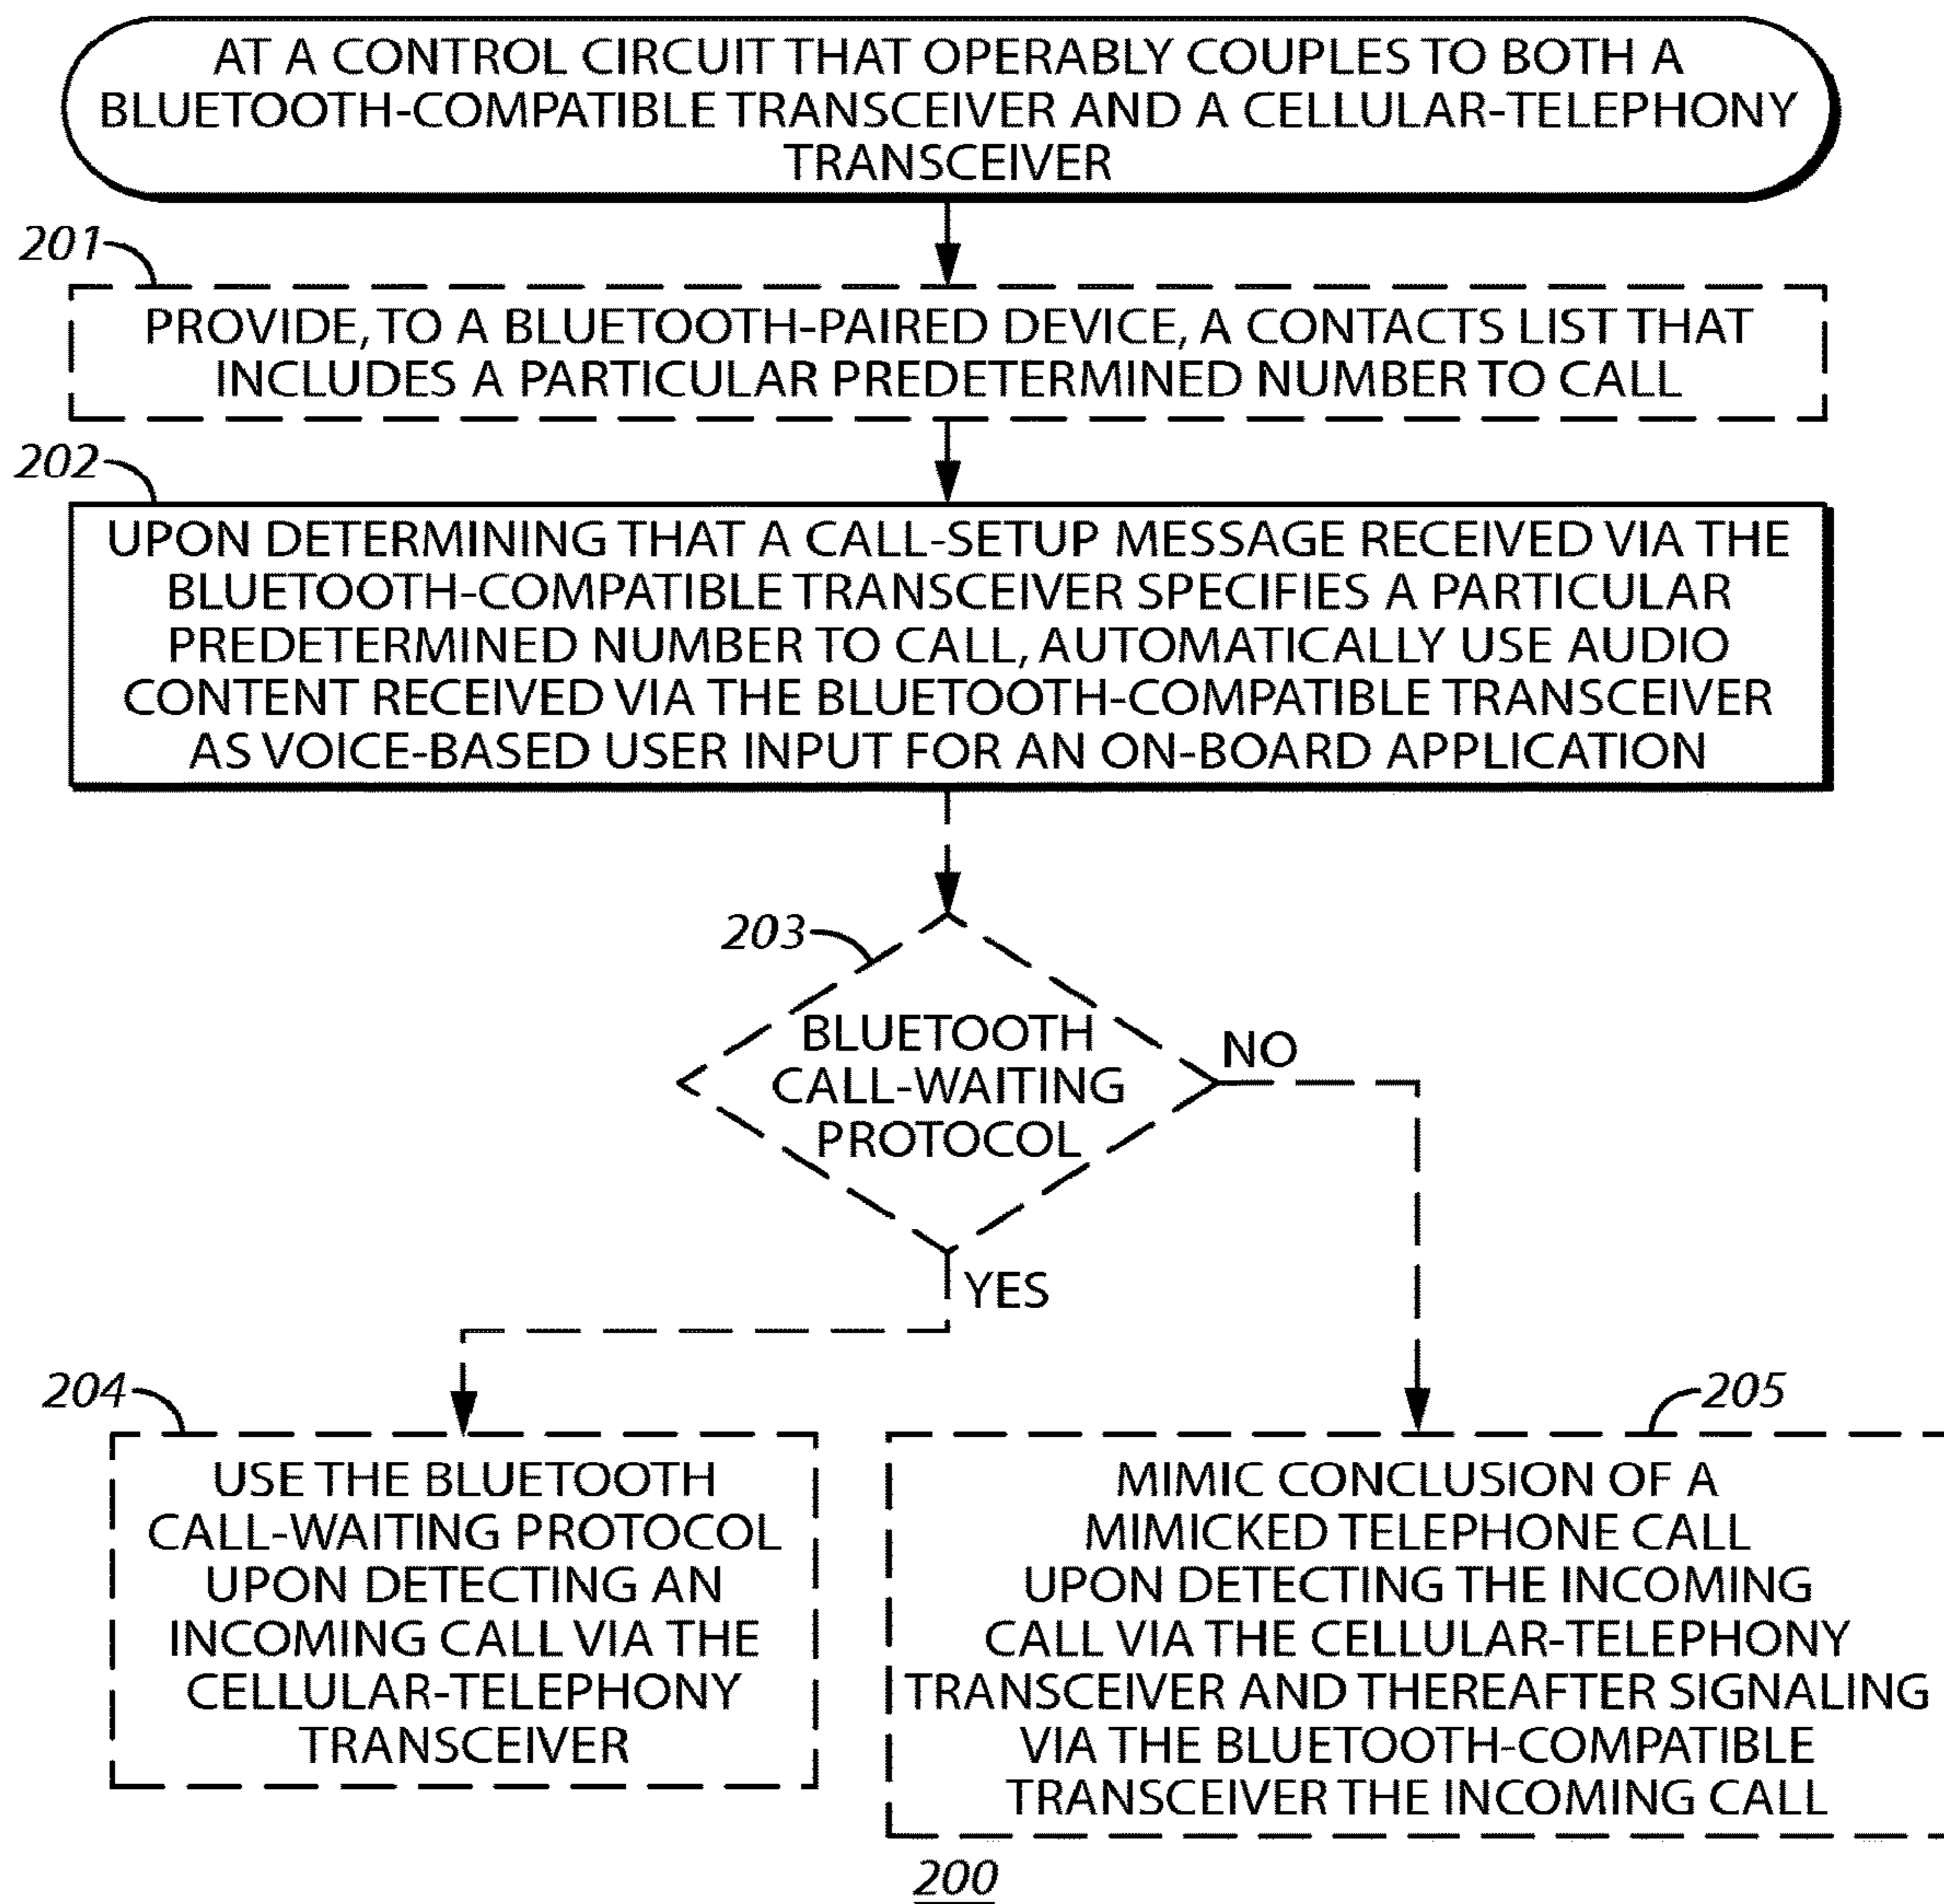 AT A CONTROL CIRCUIT THAT OPERABLY COUPLES TO BOTH A
BLUETOOTH-COMPATIBLE TRANSCEIVER AND A CELLULAR-TELEPHONY
TRANSCEIVER
201
PROVIDE, TO A BLUETOOTH-PAIRED DEVICE, A CONTACTS LIST THAT
INCLUDES A PARTICULAR PREDETERMINED NUMBER TO CALL
202
UPON DETERMINING THAT A CALL-SETUP MESSAGE RECEIVED VIA THE
BLUETOOTH-COMPATIBLE TRANSCEIVER SPECIFIES A PARTICULAR
PREDETERMINED NUMBER TO CALL, AUTOMATICALLY USE AUDIO
CONTENT RECEIVED VIA THE BLUETOOTH-COMPATIBLE TRANSCEIVER
AS VOICE-BASED USER INPUT FOR AN ON-BOARD APPLICATION
203
BLUETOOTH
CALL-WAITING
PROTOCOL
NO
YES
204
USE THE BLUETOOTH
CALL-WAITING PROTOCOL
UPON DETECTING AN
INCOMING CALL VIA THE
CELLULAR-TELEPHONY
TRANSCEIVER
205
MIMIC CONCLUSION OF A
MIMICKED TELEPHONE CALL
UPON DETECTING THE INCOMING
CALL VIA THE CELLULAR-TELEPHONY
TRANSCEIVER AND THEREAFTER SIGNALING
VIA THE BLUETOOTH-COMPATIBLE
TRANSCEIVER THE INCOMING CALL
200